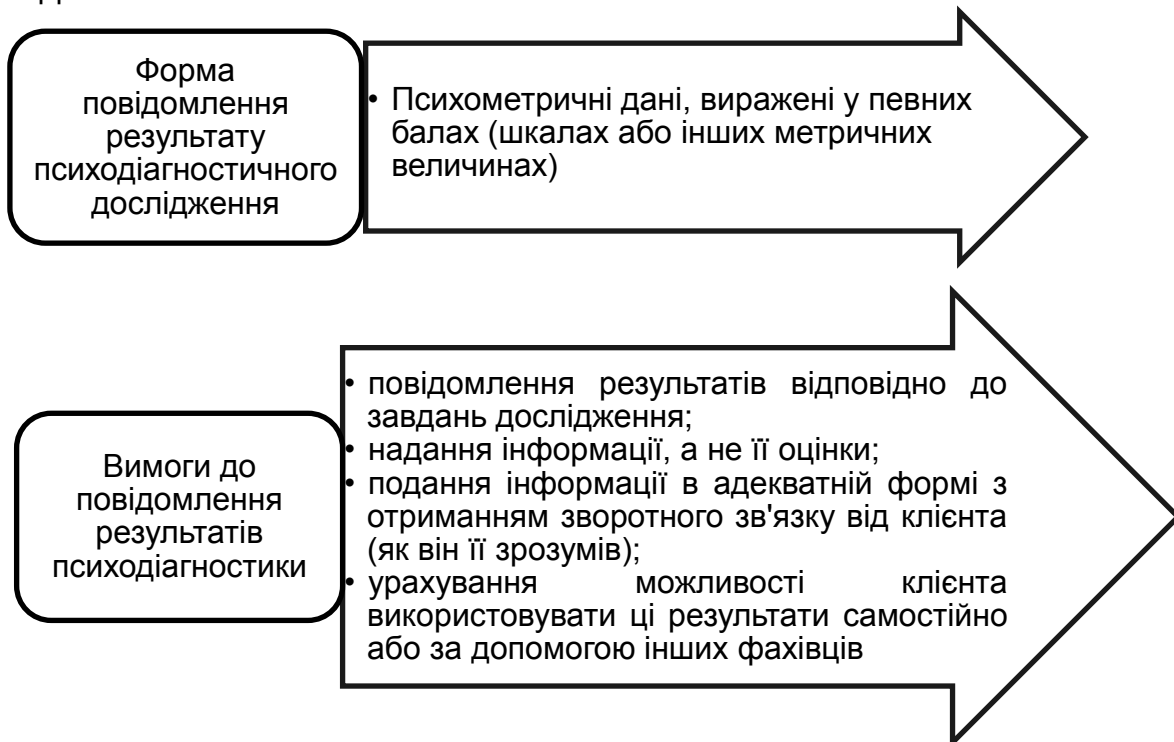 Форма
повідомлення
результату
психодіагностичного
дослідження
• Психометричні дані, виражені у певних
балах (шкалах або інших метричних
величинах)
Вимоги до
повідомлення
результатів
психодіагностики
• повідомлення результатів відповідно до
завдань дослідження;
• надання інформації, а не її оцінки;
• подання інформації в адекватній формі з
отриманням зворотного зв'язку від клієнта
(як він її зрозумів);
• урахування можливості клієнта
використовувати ці результати самостійно
або за допомогою інших фахівців